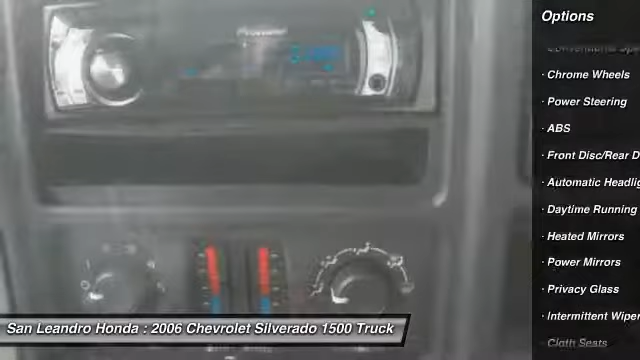 Options
· Chrome Wheels
· Power Steering
· ABS
· Front Disc/Rear D
· Automatic Headlig
· Daytime Running
· Heated Mirrors
· Power Mirrors
· Privacy Glass
· Intermittent Wiper
· Cloth Seats
San Leandro Honda : 2006 Chevrolet Silverado 1500 Truck